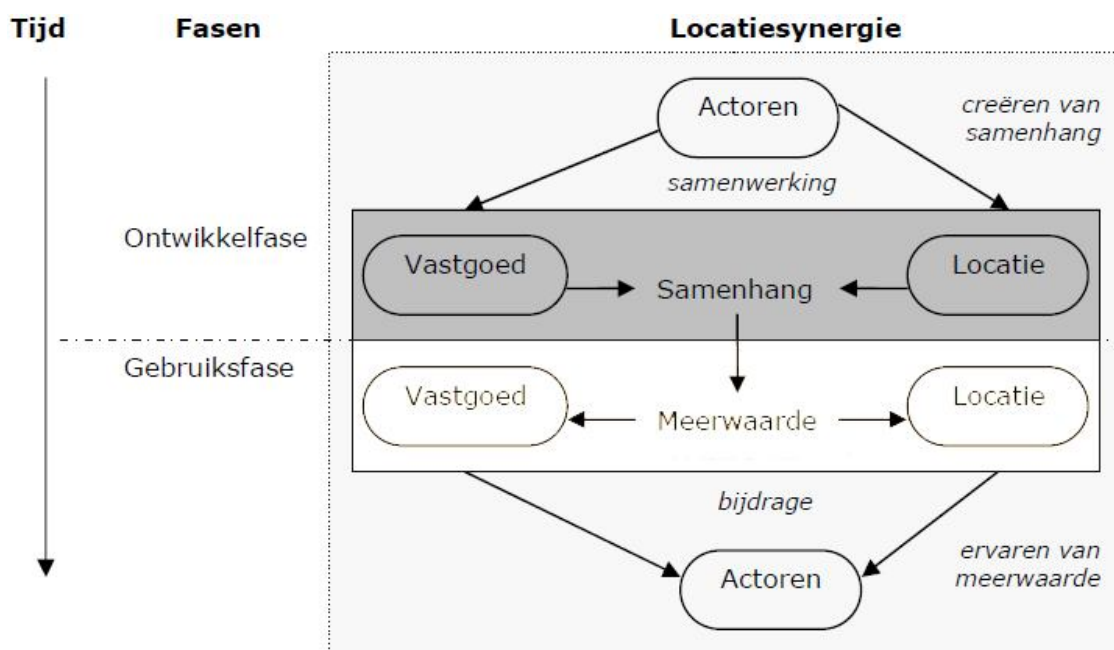 Tijd Fasen Locatiesynergie
Actoren
creëren van
samenhang
samenwerking
Ontwikkelfase
Vastgoed
Locatie
Samenhang
Gebruiksfase
Vastgoed
Locatie
Meerwaarde
bijdrage
ervaren van
meerwaarde
Actoren